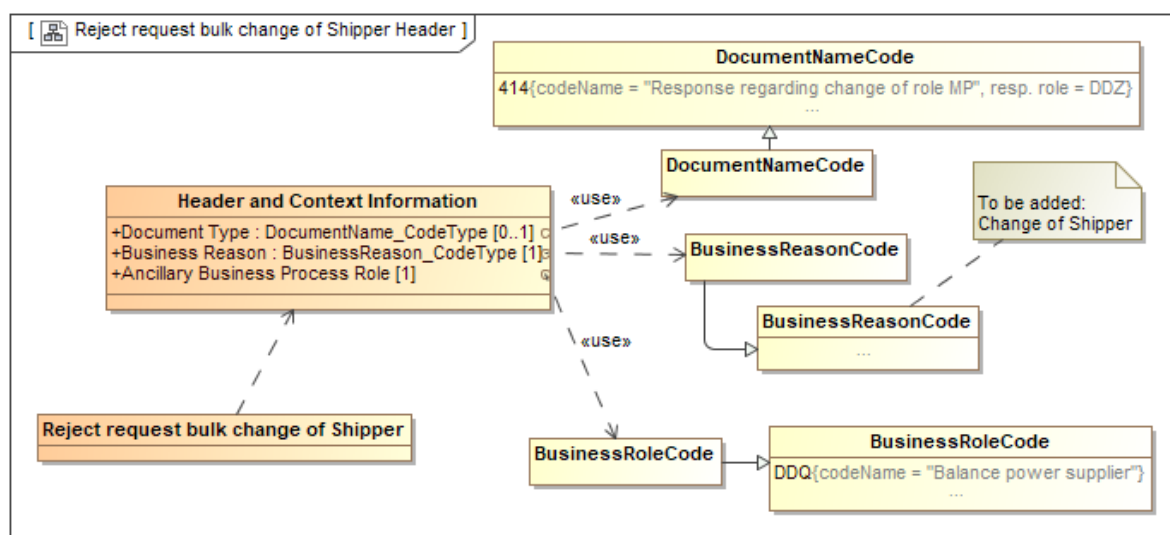 [ Reject request bulk change of Shipper Header ]
DocumentNameCode
414{codeName = "Response regarding change of role MP", resp. role = DDZ}
...
DocumentNameCode
«use»
Header and Context Information
+Document Type : DocumentName_CodeType [0..1]
+Business Reason : BusinessReason_CodeType [1]
+Ancillary Business Process Role [1]
«use»
To be added:
Change of Shipper
BusinessReasonCode
BusinessReasonCode
...
«use»
Reject request bulk change of Shipper
BusinessRoleCode
BusinessRoleCode
DDQ{codeName = "Balance power supplier"}
...